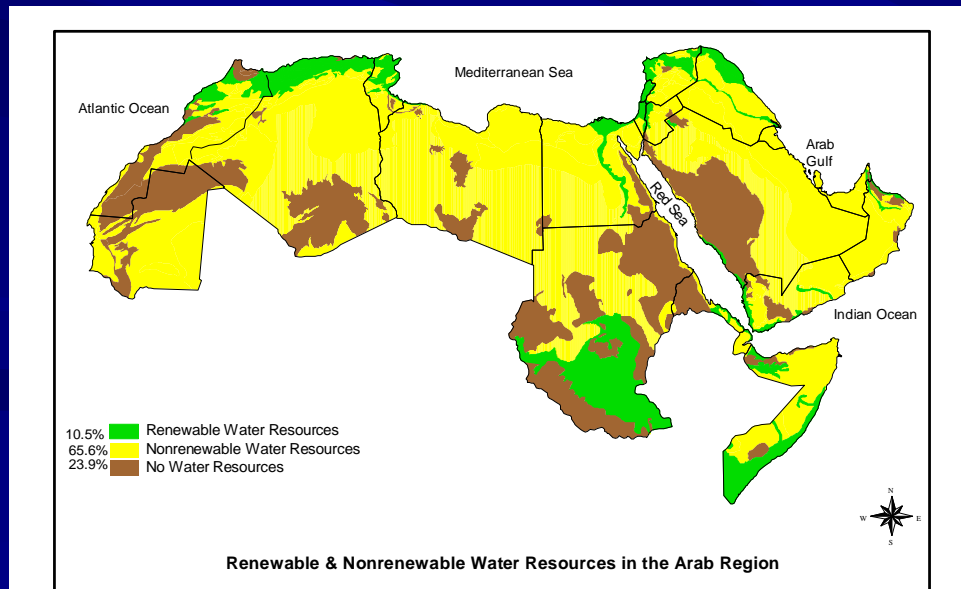 Mediterranean Sea
Atlantic Ocean
Arab
Gulf
Red Sea
Indian Ocean
10.5% Renewable Water Resources
65.6% Nonrenewable Water Resources
23.9% No Water Resources
N
W E
S
Renewable & Nonrenewable Water Resources in the Arab Region